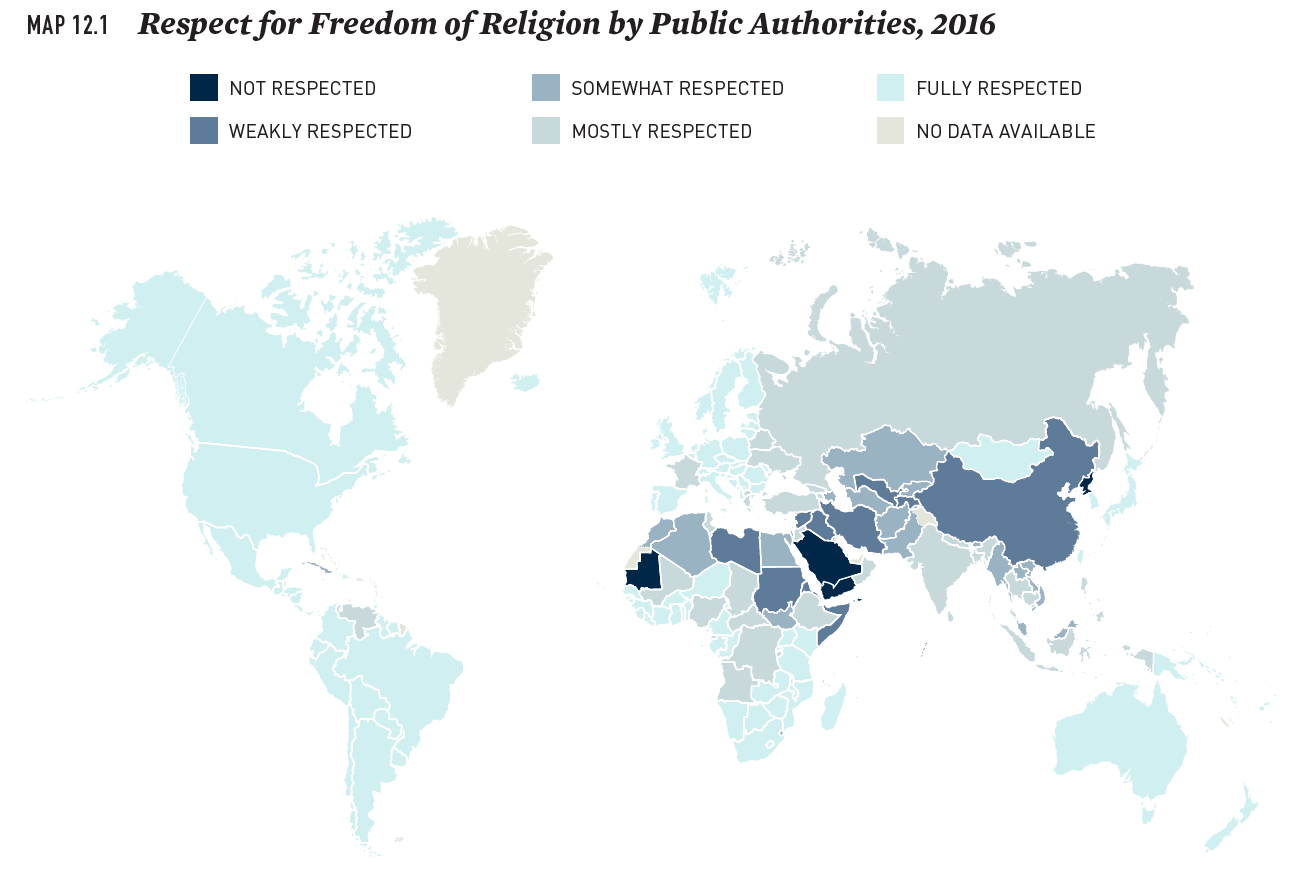 MAP 12.1 Respect for Freedom of Religion by Public Authorities, 2016
NOT RESPECTED SOMEWHAT RESPECTED FULLY RESPECTED
WEAKLY RESPECTED MOSTLY RESPECTED NO DATA AVAILABLE